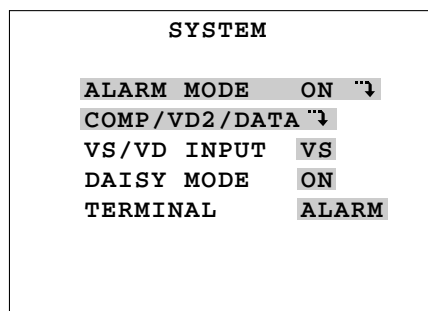 SYSTEM
ALARM MODE ON
COMP/VD2/DATA
VS/VD INPUT VS
DAISY MODE ON
TERMINAL ALARM